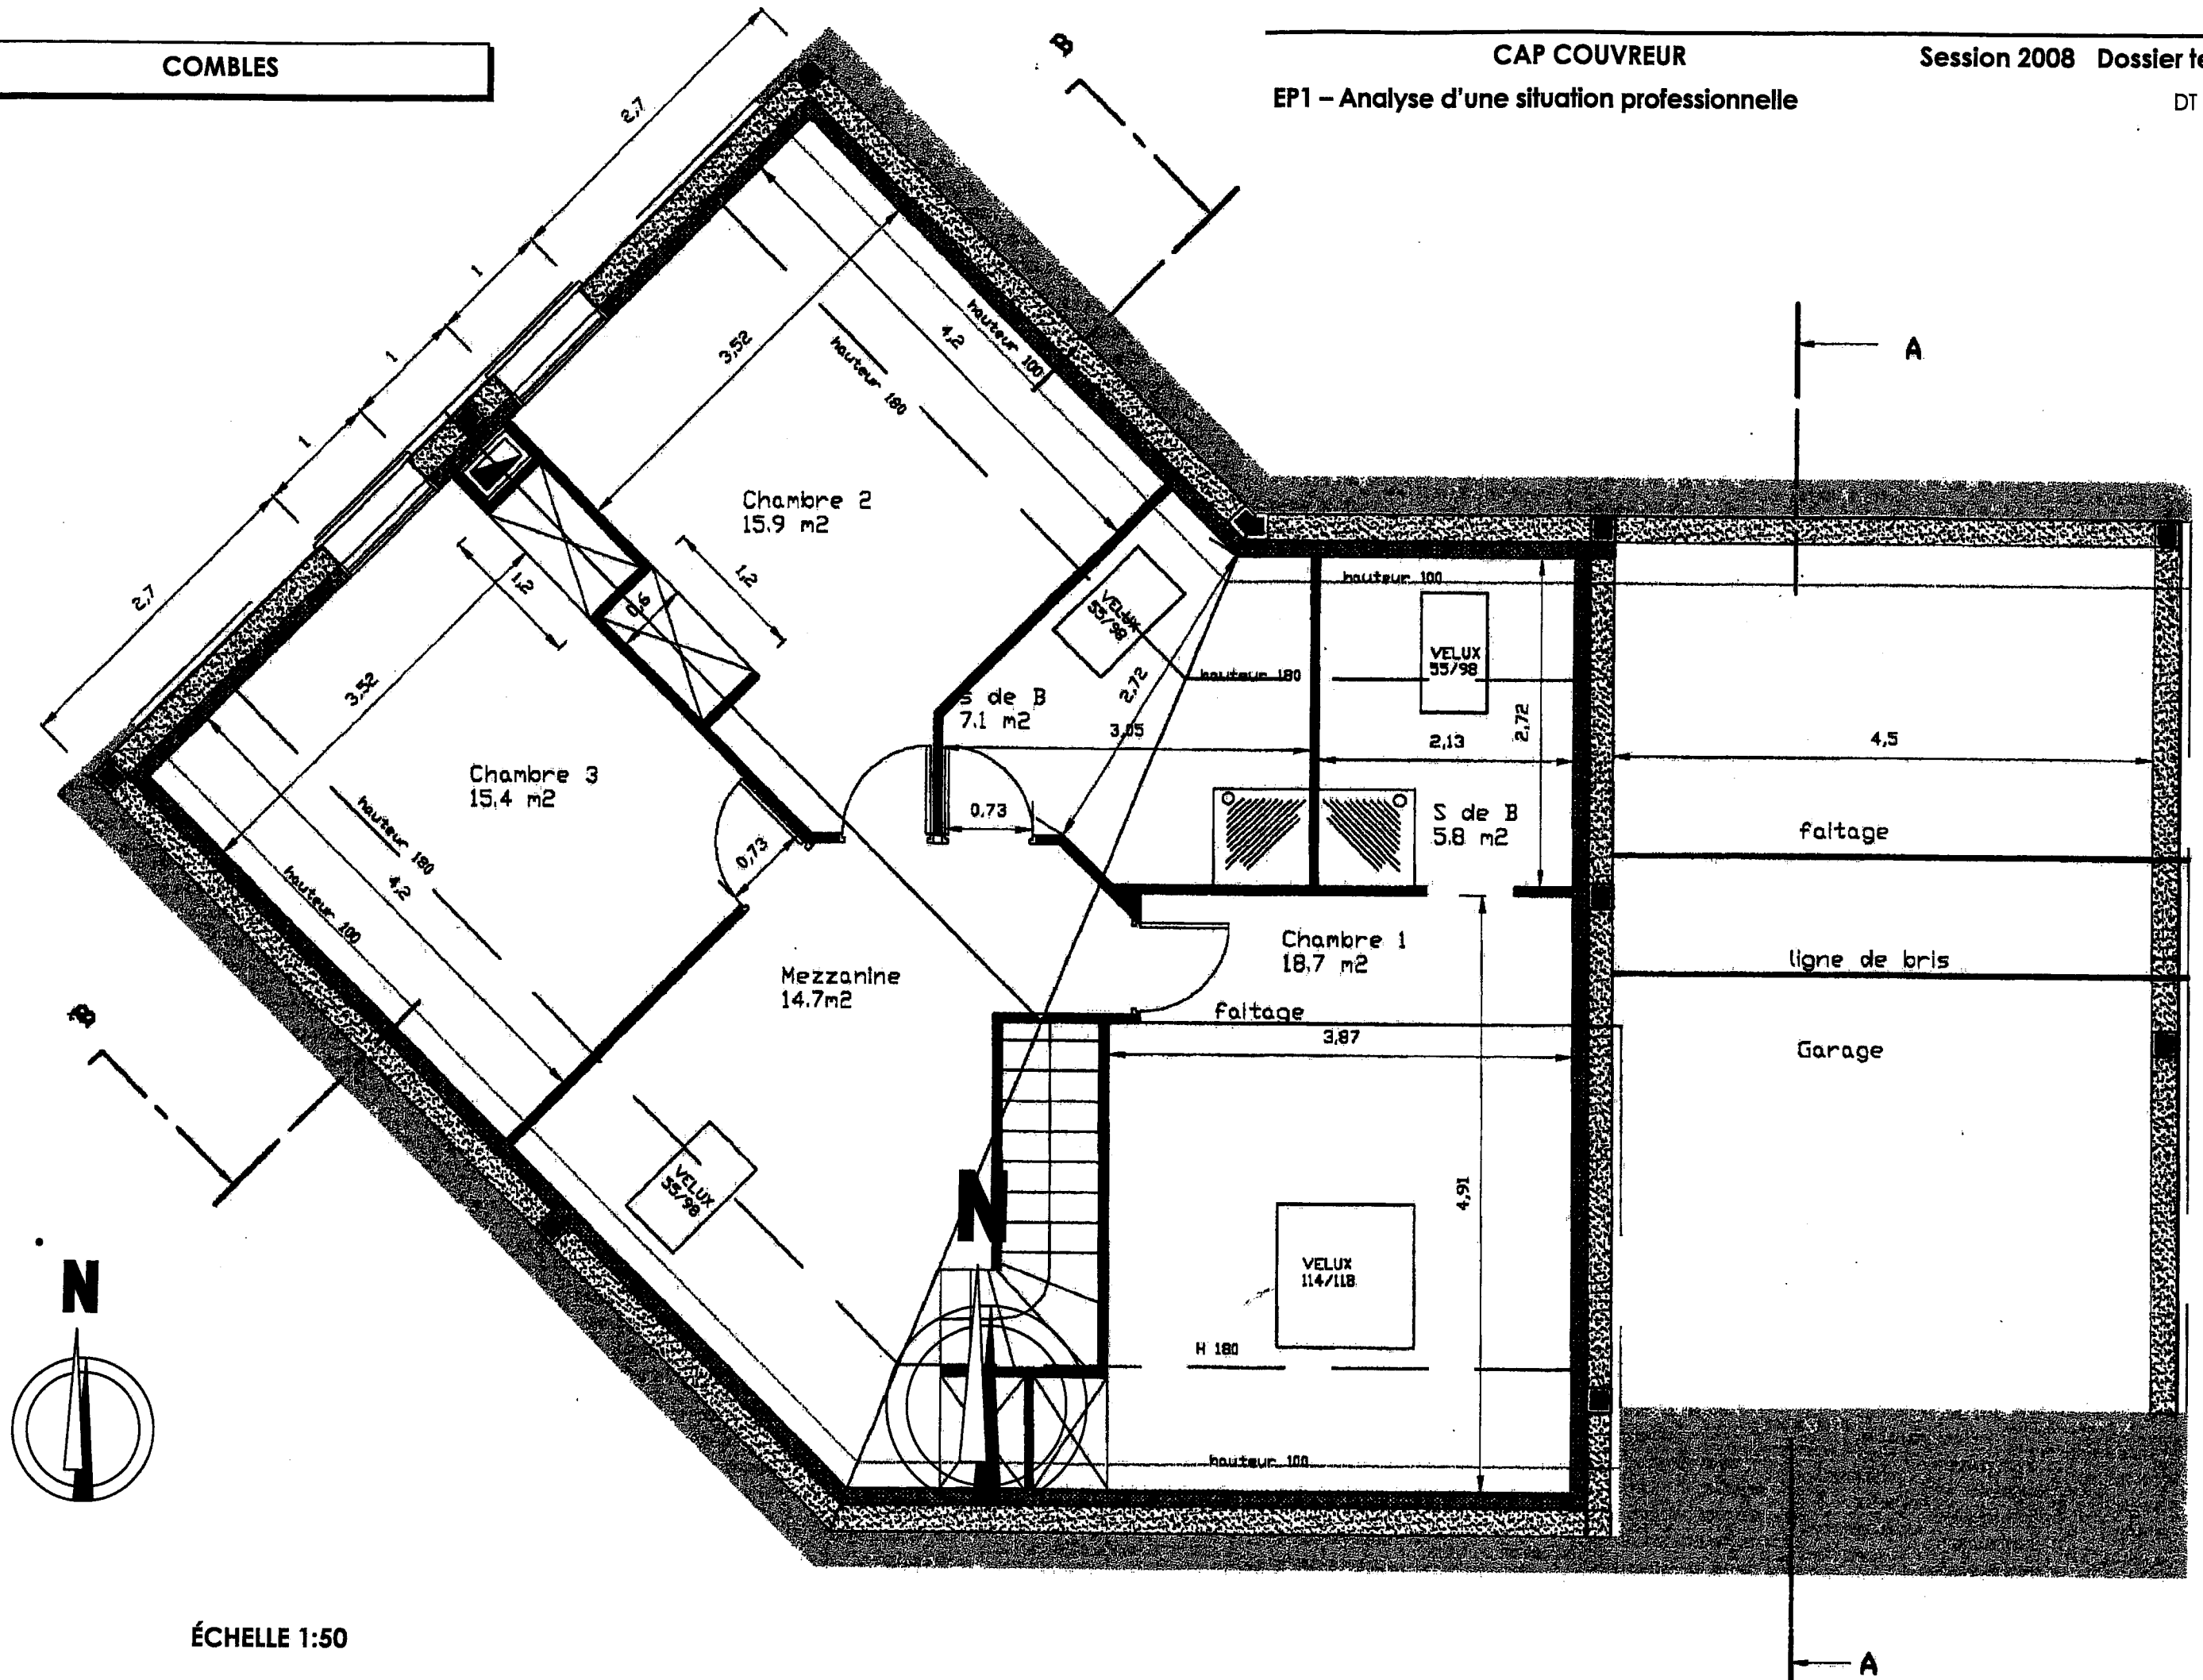 COMBLES
CAP COUVREUR
Session 2008 Dossier
EP1 – Analyse d'une situation professionnelle
DT
B
2,7
1
1
1
2,7
A
hauteur 100
4,2
3,52
hauteur 180
Chambre 2
15.9 m2
1,2
1,2
0,6
VELUX
55/98
hauteur 100
VELUX
55/98
hauteur 180
2,72
2,72
S de B
7.1 m2
3,05
2,13
4,5
3,52
Chambre 3
15.4 m2
0,73
0,73
S de B
5.8 m2
faitage
hauteur 180
4,2
hauteur 100
Chambre 1
18.7 m2
ligne de bris
Mezzanine
14.7m2
faitage
3,87
Garage
B
VELUX
55/98
N
4,91
VELUX
114/118
N
H 180
hauteur 100
ÉCHELLE 1:50
A